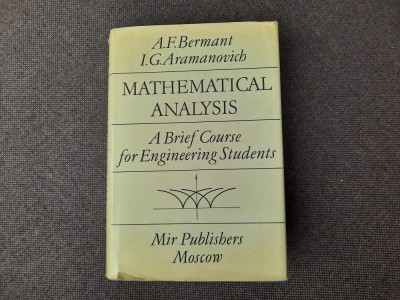 A.F.Bermant
I.G.Aramanovich
MATHEMATICAL
ANALYSIS
A Brief Course
for Engineering Students
Mir Publishers
Moscow